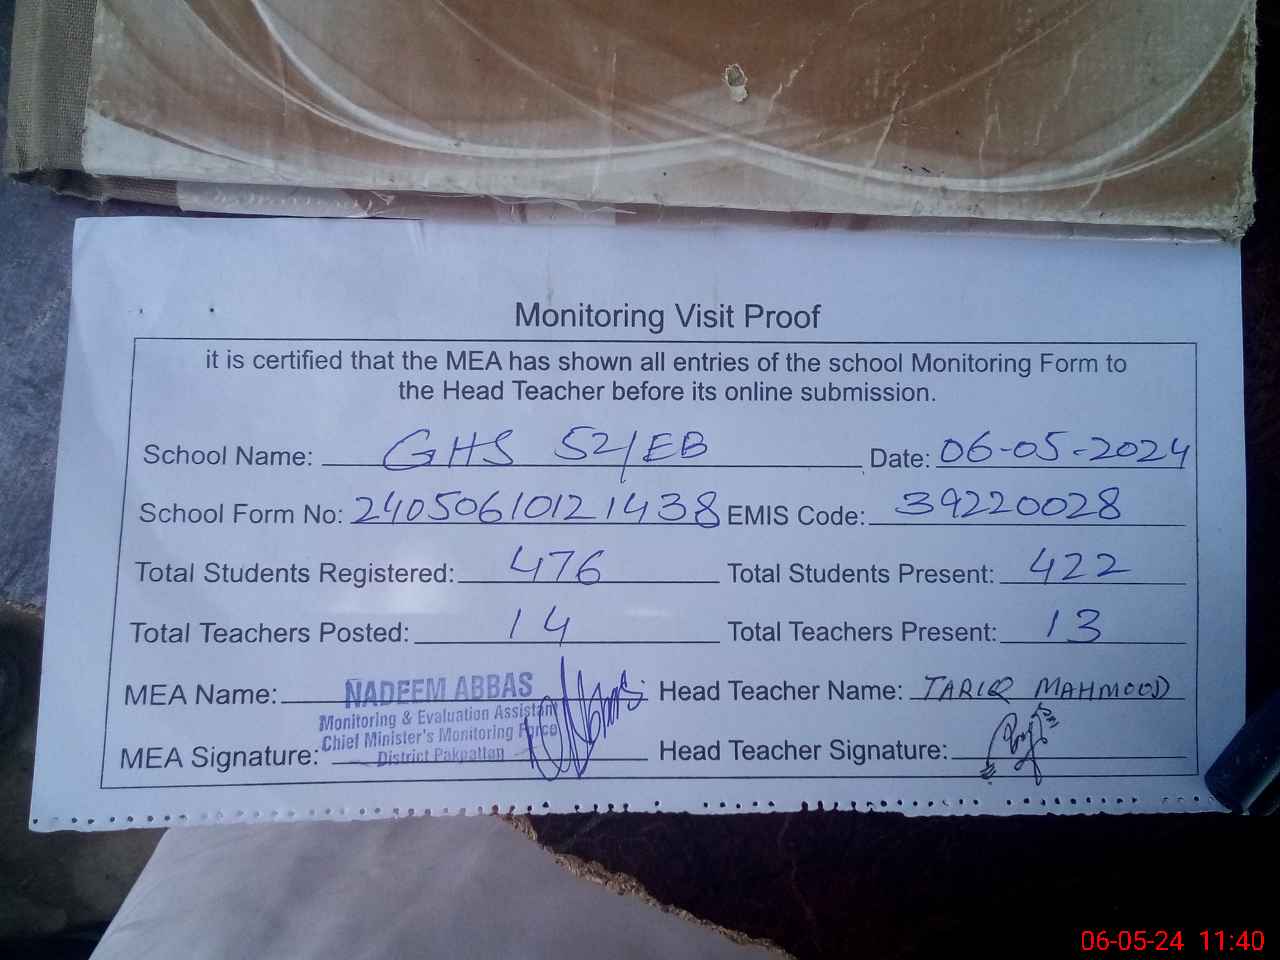 Monitoring Visit Proof
it is certified that the MEA has shown all entries of the school Monitoring Form to
the Head Teacher before its online submission.
School Name: GHS 52/EB Date: 06-05-2024
School Form No: 24050610121438 EMIS Code: 39220028
Total Students Registered: 476 Total Students Present: 422
Total Teachers Posted: 14 Total Teachers Present: 13
MEA Name: NADEEM ABBAS Head Teacher Name: TARIQ MAHMOOD
Monitoring & Evaluation Assistant
Chief Minister's Monitoring Force
District Pakpattan
MEA Signature: Head Teacher Signature:
06-05-24 11:40